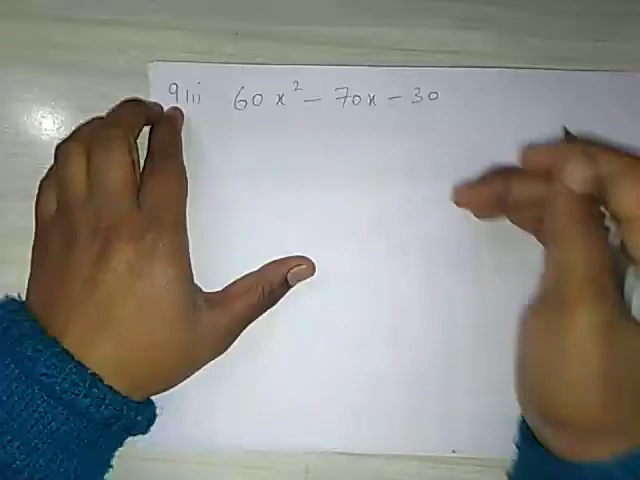 9iii 60x² - 70x - 30